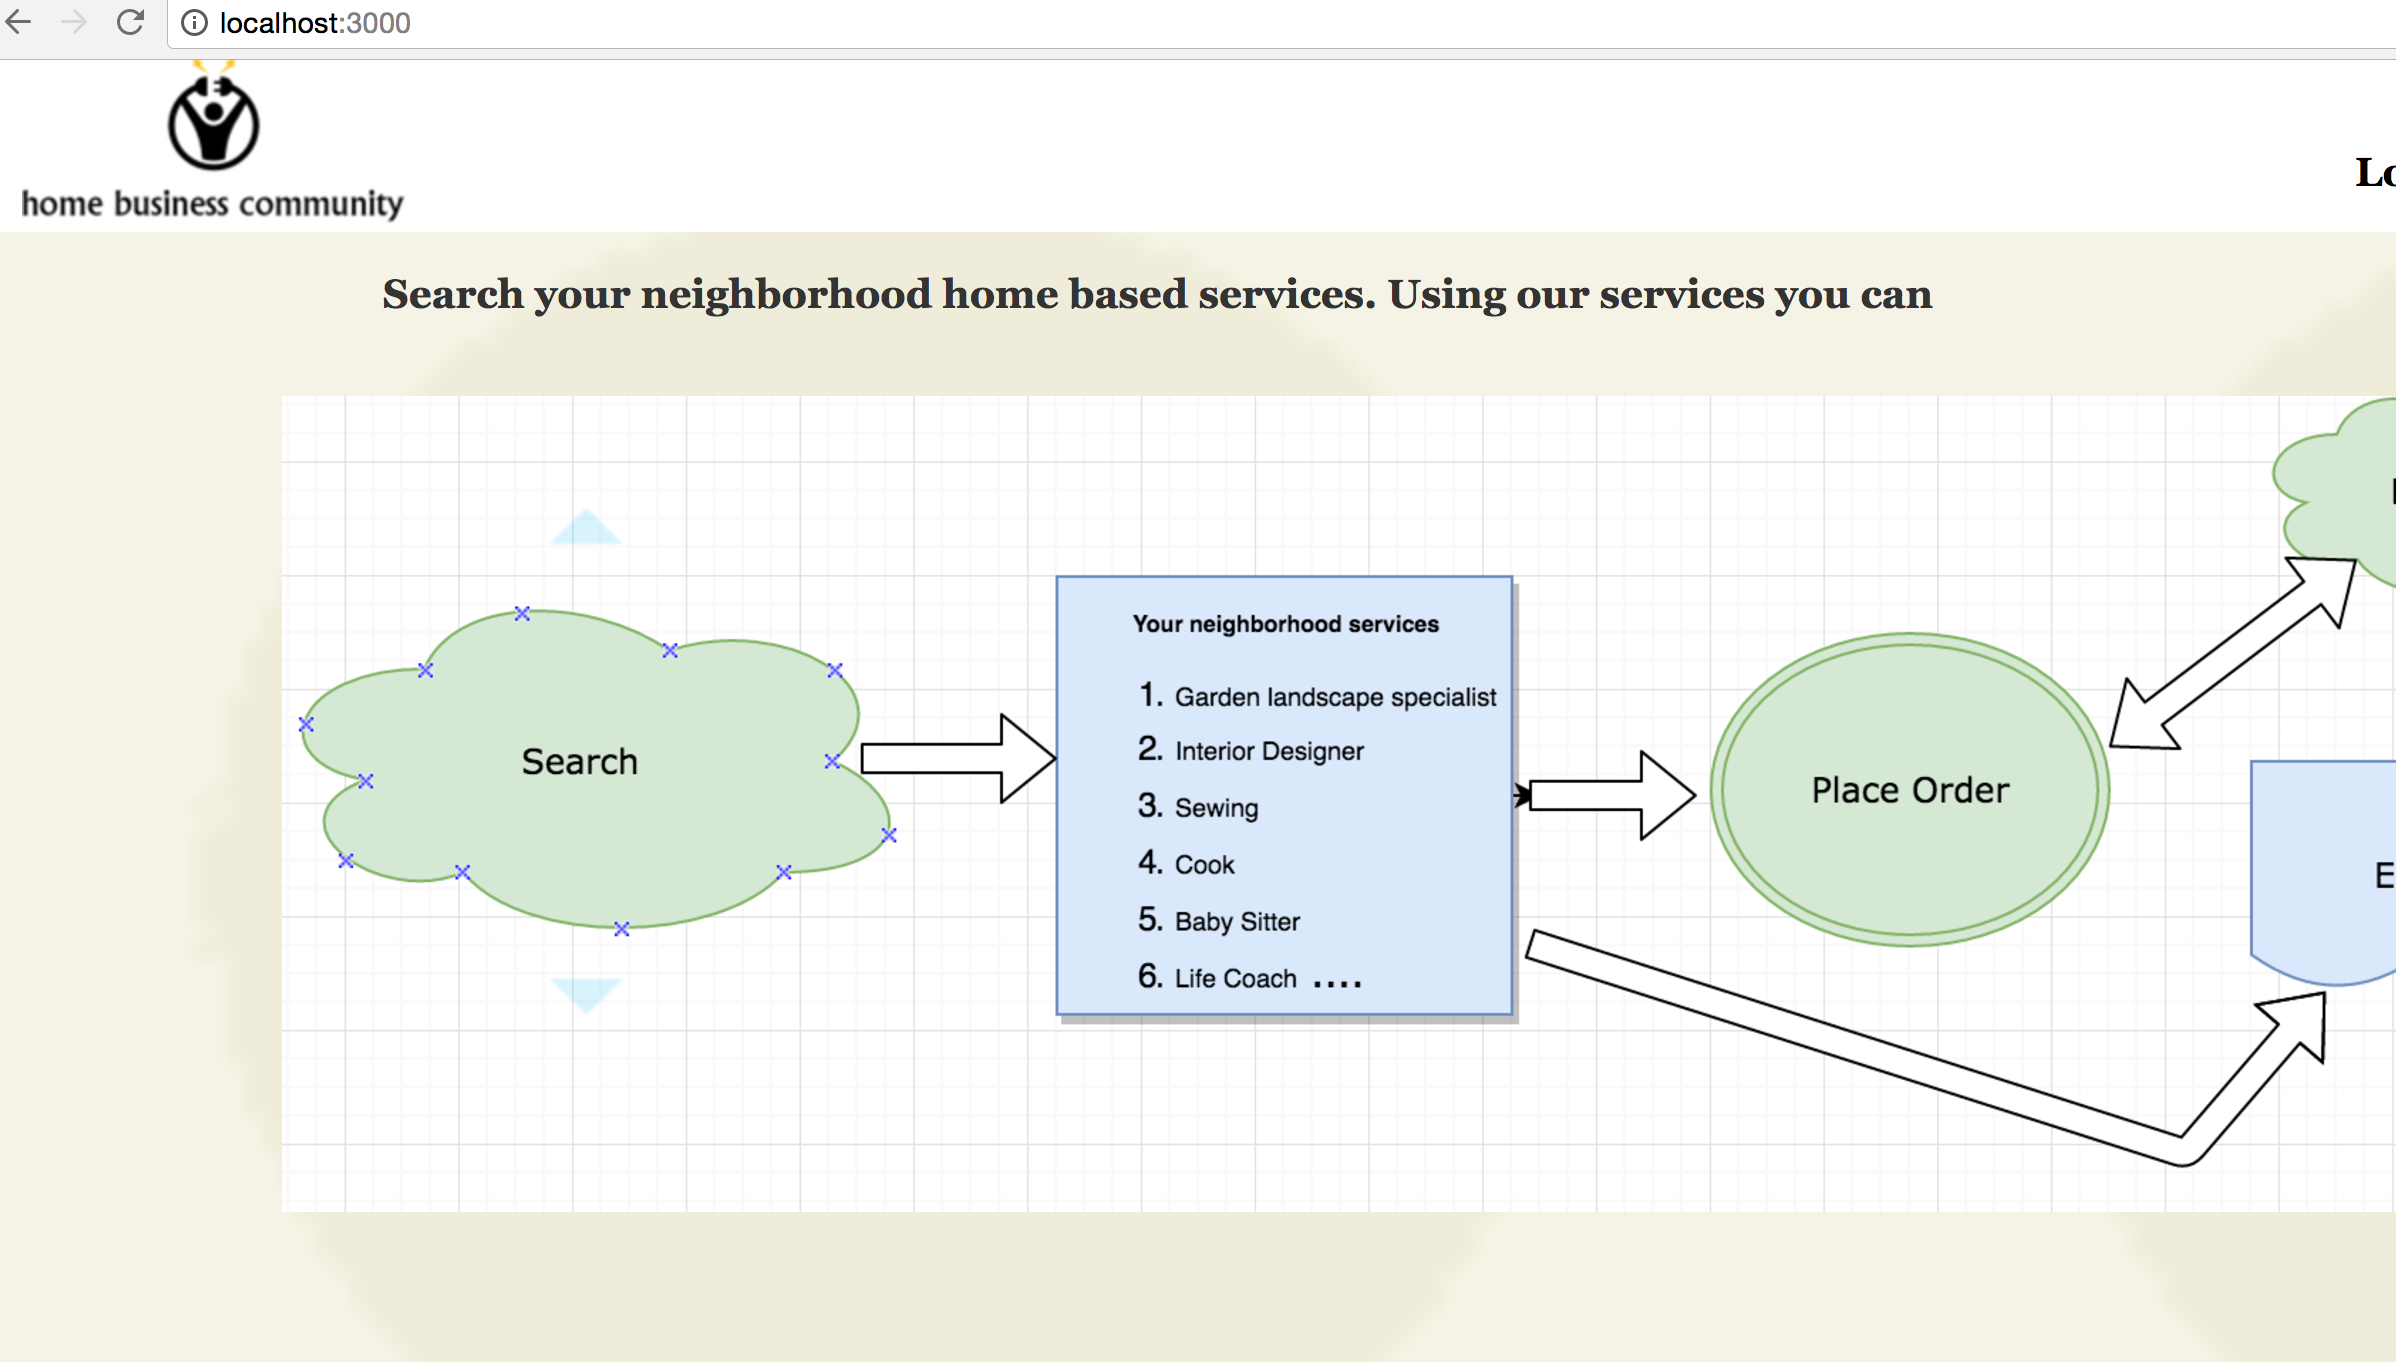 localhost:3000
home business community
Search your neighborhood home based services. Using our services you can
Search
Your neighborhood services
1. Garden landscape specialist
2. Interior Designer
3. Sewing
4. Cook
5. Baby Sitter
6. Life Coach ....
Place Order